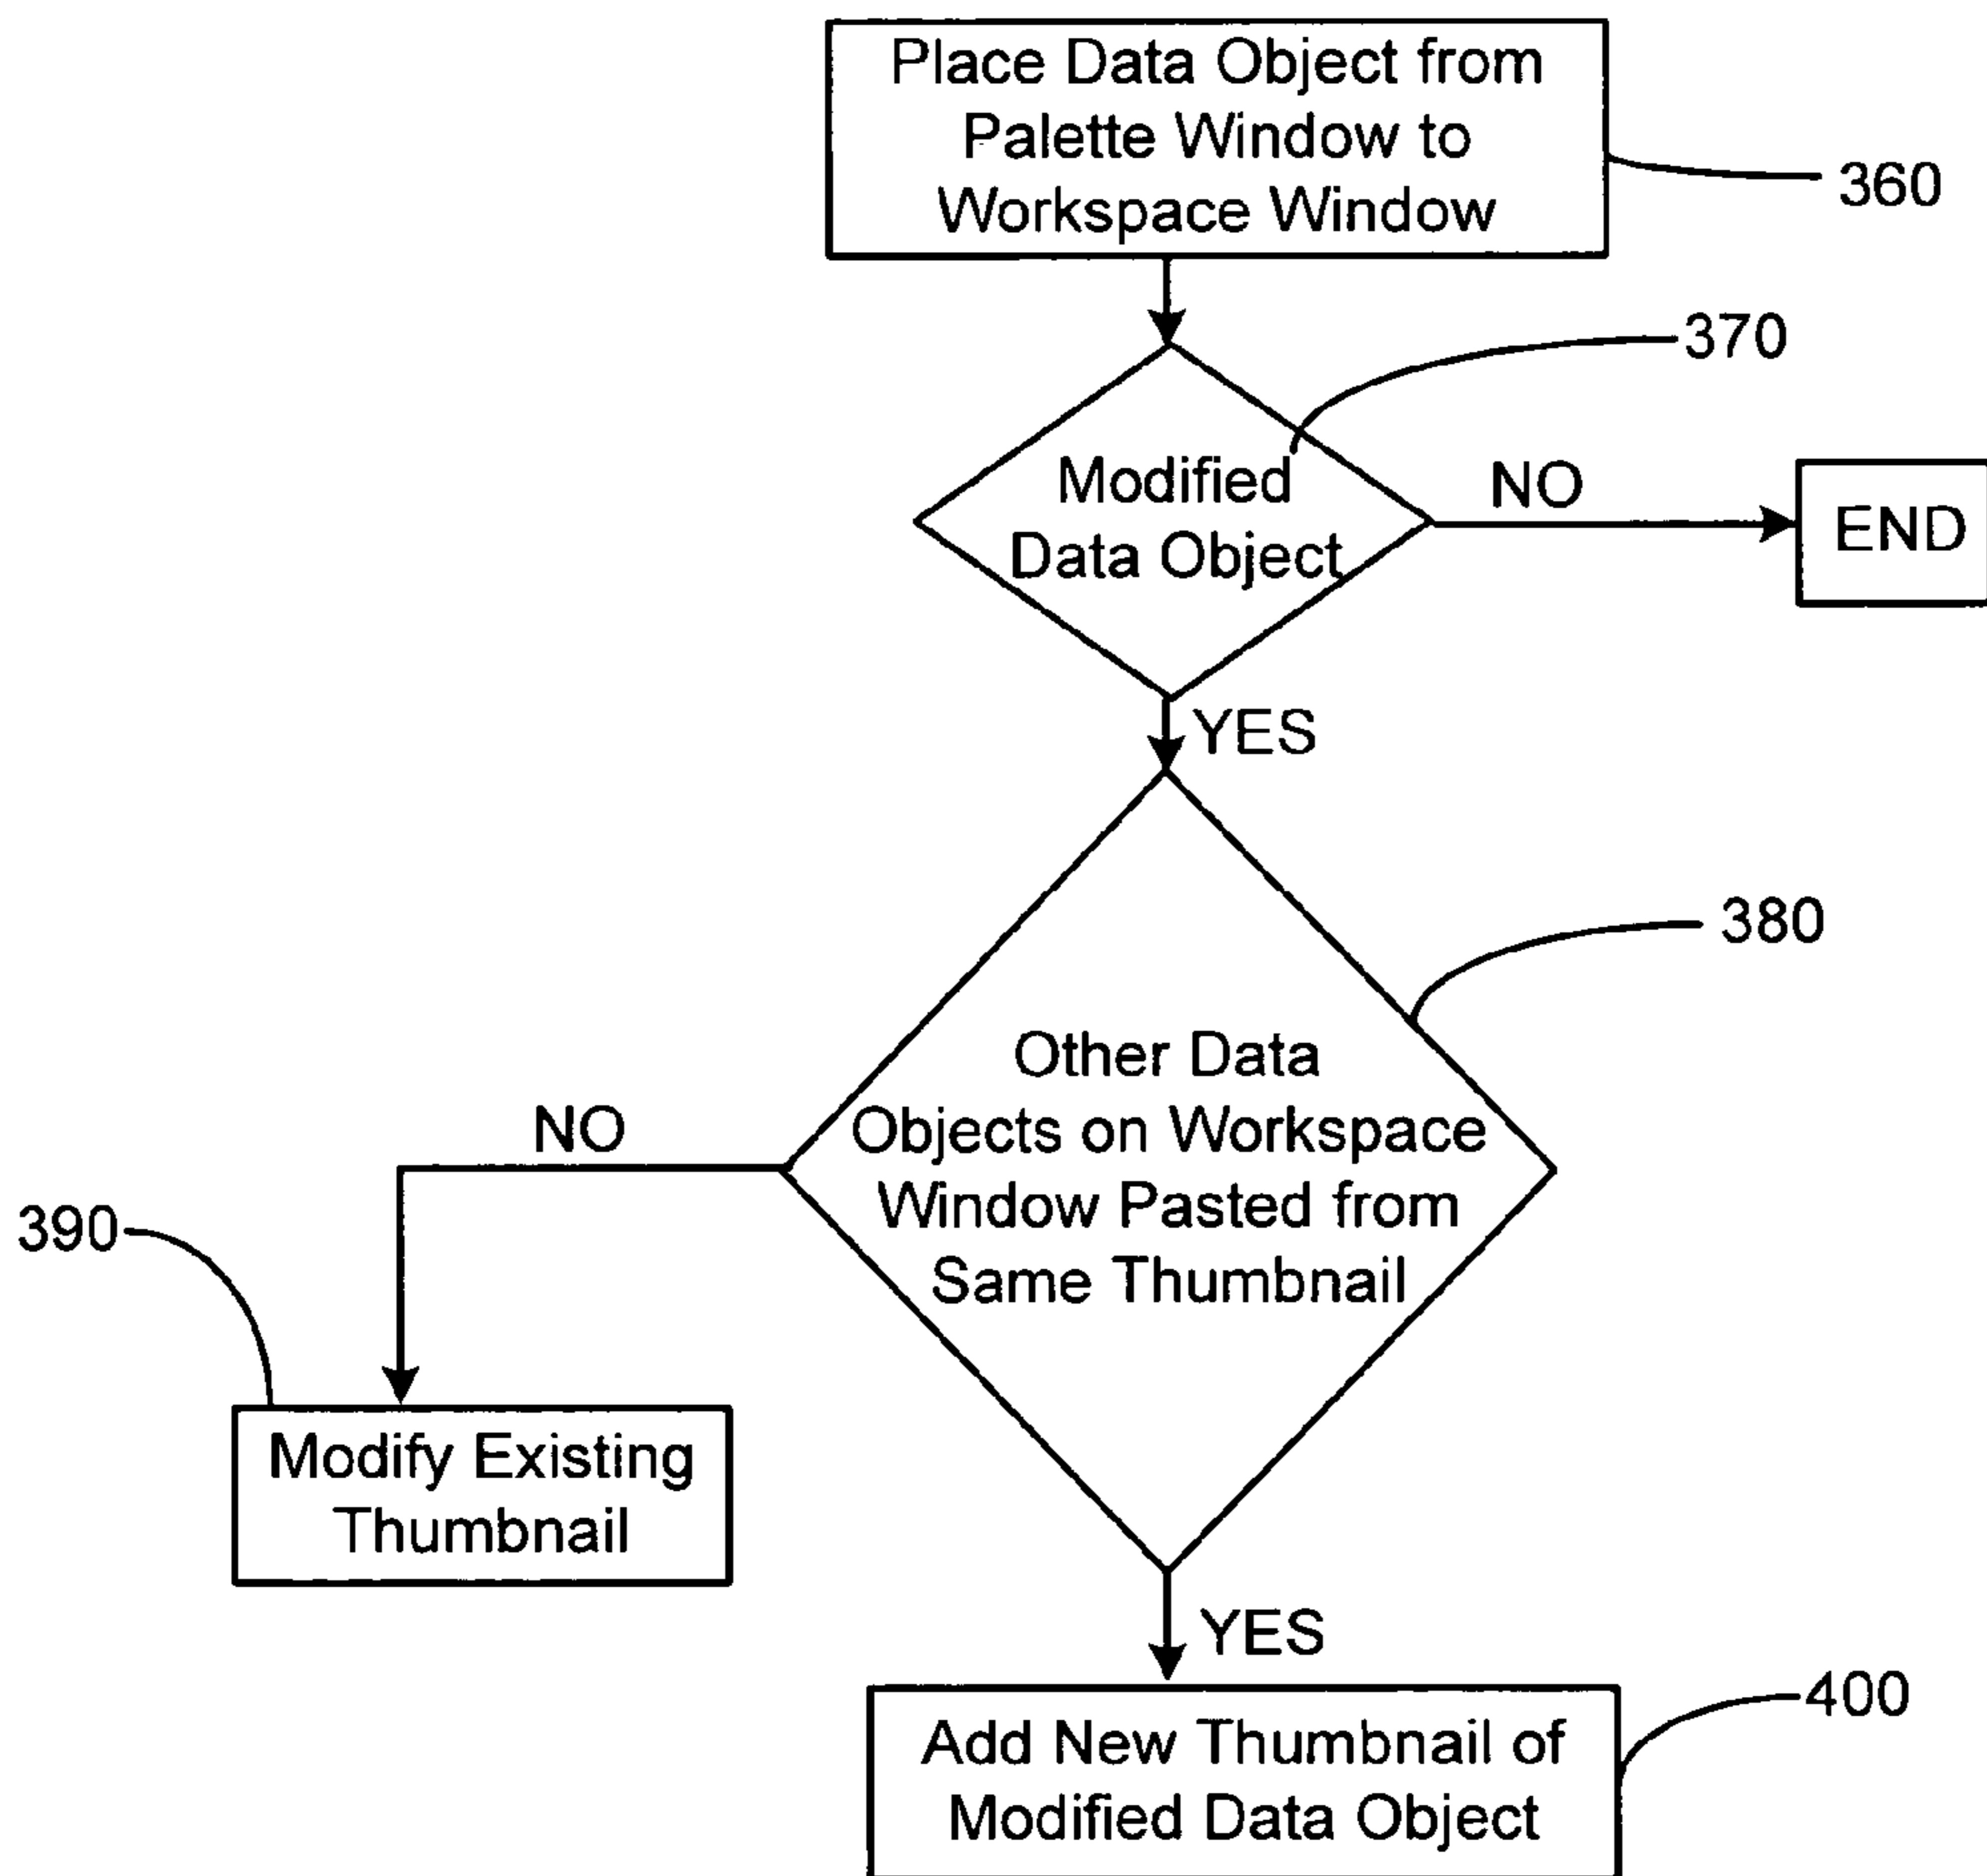 Place Data Object from
Palette Window to
Workspace Window
360
370
Modified
Data Object
NO
END
YES
380
Other Data
Objects on Workspace
Window Pasted from
Same Thumbnail
NO
390
Modify Existing
Thumbnail
YES
400
Add New Thumbnail of
Modified Data Object